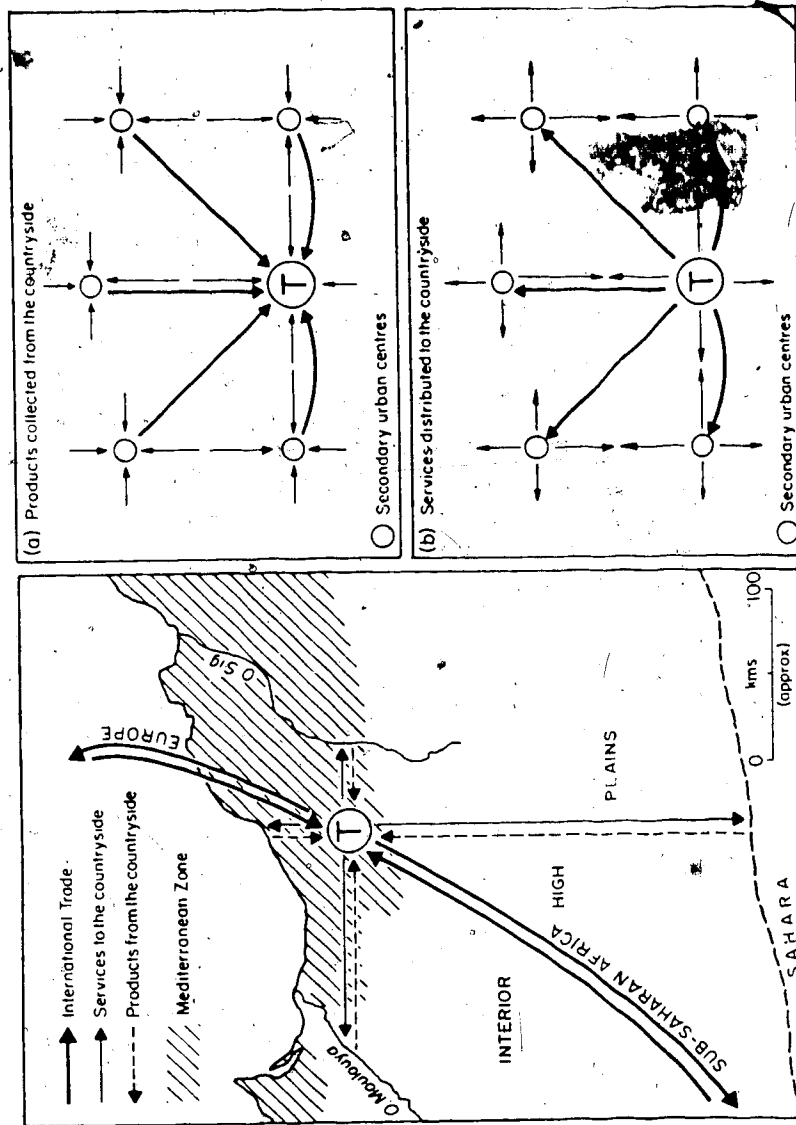 International Trade
Services to the countryside
Products from the countryside
Mediterranean Zone
EUROPE
O. Sig
O. Moulouya
T
INTERIOR
HIGH
PLAINS
SUB-SAHARAN AFRICA
SAHARA
0 kms 100
(approx)
(a) Products collected from the countryside
T
Secondary urban centres
(b) Services distributed to the countryside
T
Secondary urban centres